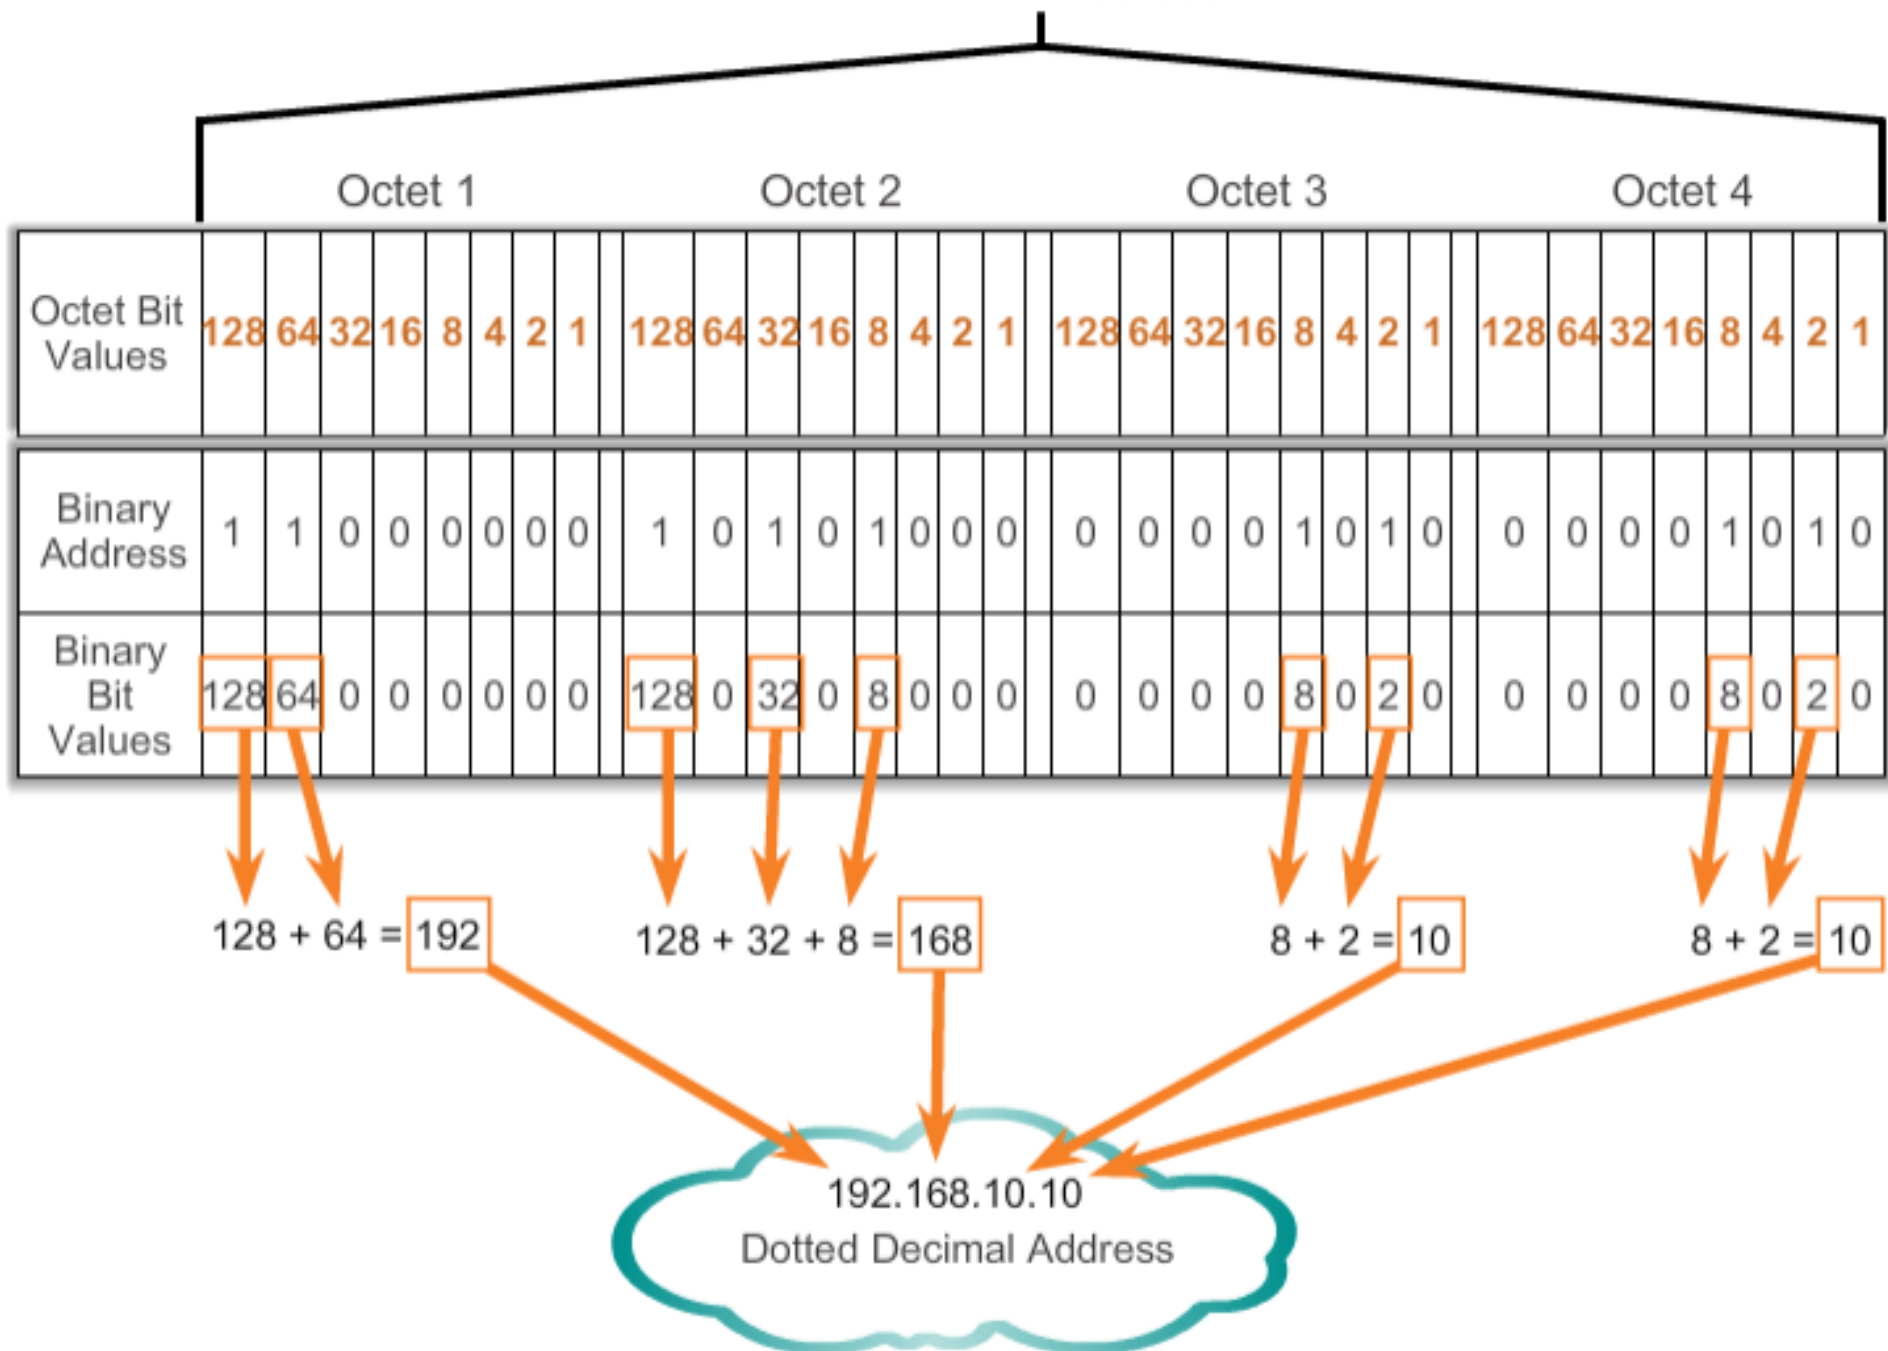 Octet 1 Octet 2 Octet 3 Octet 4
Octet Bit
Values
128 64 32 16 8 4 2 1 128 64 32 16 8 4 2 1 128 64 32 16 8 4 2 1 128 64 32 16 8 4 2 1
Binary
Address
1 1 0 0 0 0 0 0 1 0 1 0 1 0 0 0 0 0 0 0 1 0 1 0 0 0 0 0 1 0 1 0
Binary
Bit
Values
128 64 0 0 0 0 0 0 128 0 32 0 8 0 0 0 0 0 0 0 8 0 2 0 0 0 0 0 8 0 2 0
128 + 64 = 192 128 + 32 + 8 = 168 8 + 2 = 10 8 + 2 = 10
192.168.10.10
Dotted Decimal Address